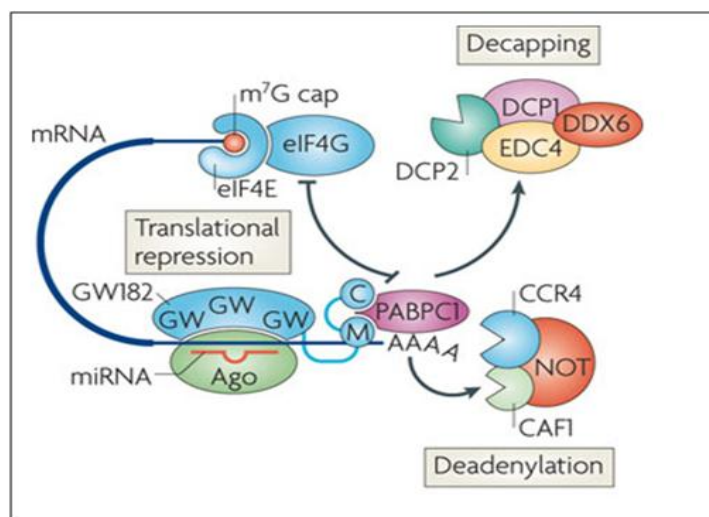 Decapping
m⁷G cap
mRNA
eIF4G
eIF4E
DCP1
DDX6
EDC4
DCP2
Translational
repression
GW182
GW
GW
GW
C
M
PABPC1
AAAA
miRNA
Ago
CCR4
NOT
CAF1
Deadenylation